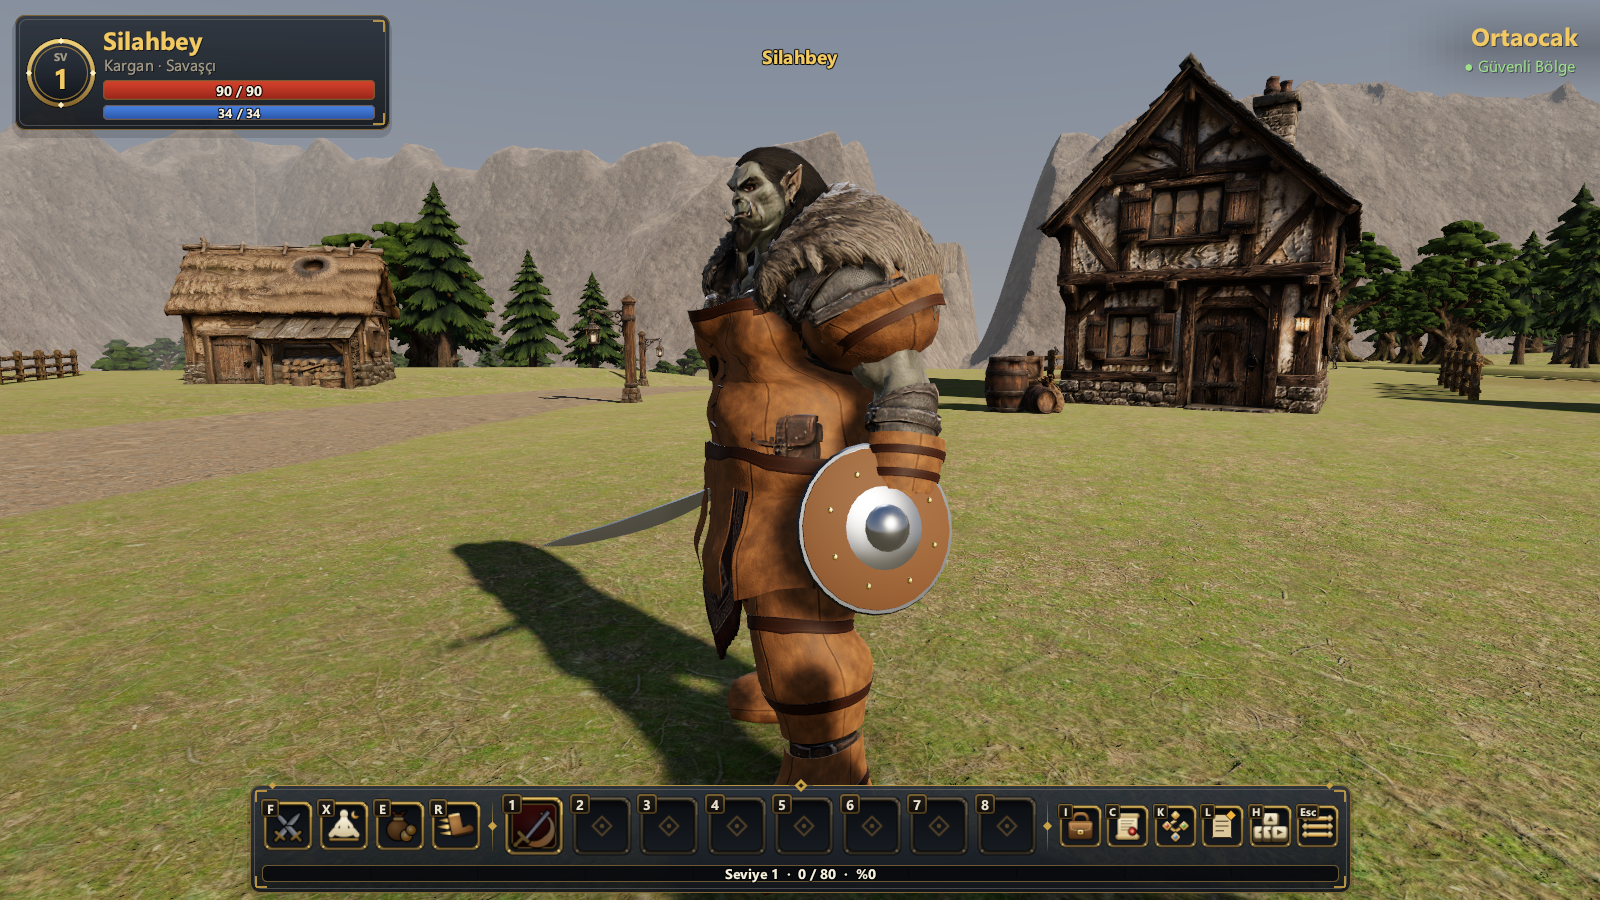 SV
1
Silahbey
Kargan · Savaşçı
90 / 90
34 / 34
Silahbey
Ortaocak
Güvenli Bölge
F
X
E
R
1
2
3
4
5
6
7
8
I
C
K
L
H
Esc
Seviye 1 · 0 / 80 · %0